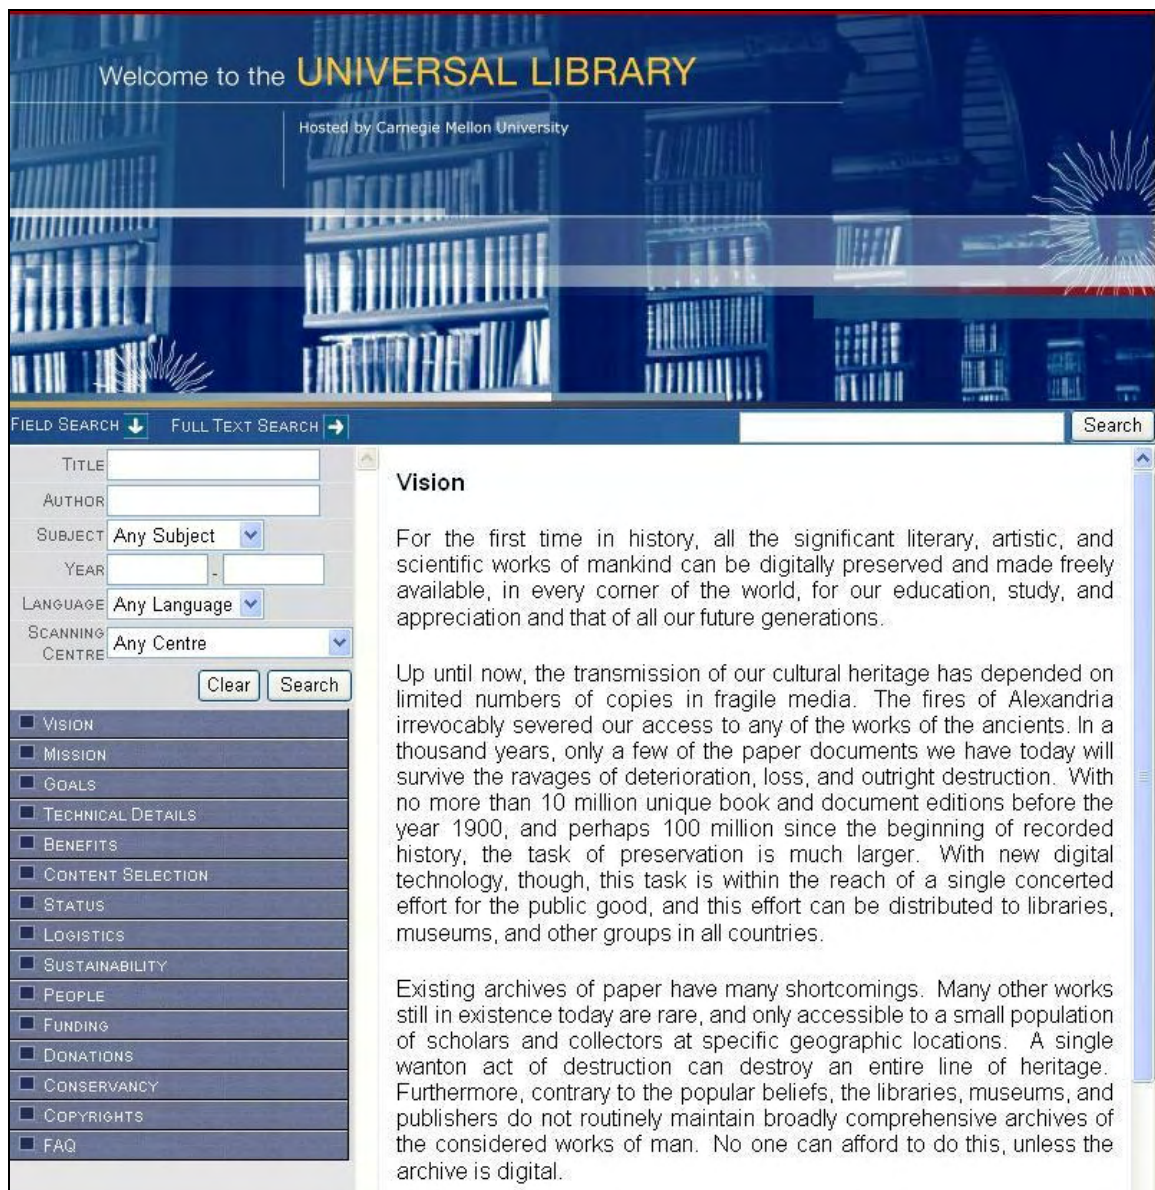 Welcome to the UNIVERSAL LIBRARY
Hosted by Carnegie Mellon University
FIELD SEARCH FULL TEXT SEARCH Search
TITLE
AUTHOR
SUBJECT Any Subject
YEAR -
LANGUAGE Any Language
SCANNING
CENTRE Any Centre
Clear Search
VISION
MISSION
GOALS
TECHNICAL DETAILS
BENEFITS
CONTENT SELECTION
STATUS
LOGISTICS
SUSTAINABILITY
PEOPLE
FUNDING
DONATIONS
CONSERVANCY
COPYRIGHTS
FAQ
Vision
For the first time in history, all the significant literary, artistic, and
scientific works of mankind can be digitally preserved and made freely
available, in every corner of the world, for our education, study, and
appreciation and that of all our future generations.
Up until now, the transmission of our cultural heritage has depended on
limited numbers of copies in fragile media. The fires of Alexandria
irrevocably severed our access to any of the works of the ancients. In a
thousand years, only a few of the paper documents we have today will
survive the ravages of deterioration, loss, and outright destruction. With
no more than 10 million unique book and document editions before the
year 1900, and perhaps 100 million since the beginning of recorded
history, the task of preservation is much larger. With new digital
technology, though, this task is within the reach of a single concerted
effort for the public good, and this effort can be distributed to libraries,
museums, and other groups in all countries.
Existing archives of paper have many shortcomings. Many other works
still in existence today are rare, and only accessible to a small population
of scholars and collectors at specific geographic locations. A single
wanton act of destruction can destroy an entire line of heritage.
Furthermore, contrary to the popular beliefs, the libraries, museums, and
publishers do not routinely maintain broadly comprehensive archives of
the considered works of man. No one can afford to do this, unless the
archive is digital.